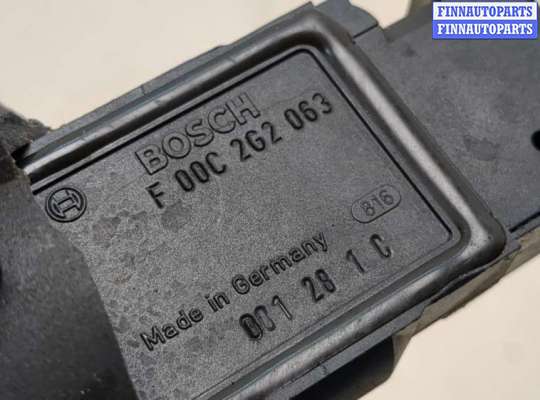 FINNAUTOPARTS
FINNAUTOPARTS
BOSCH
F 00C 2G2 063
816
Made in Germany
001 28 1 C